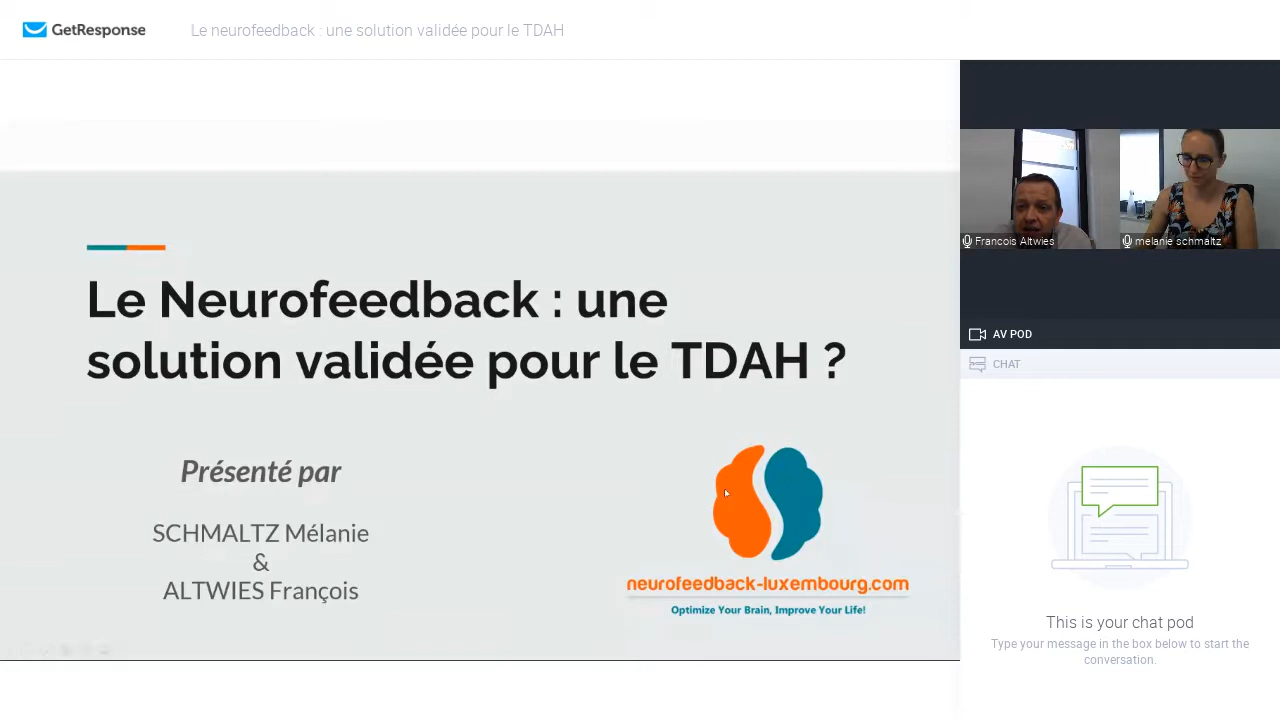 GetResponse
Le neurofeedback : une solution validée pour le TDAH
Le Neurofeedback : une
solution validée pour le TDAH ?
Présenté par
SCHMALTZ Mélanie
&
ALTWIES François
neurofeedback-luxembourg.com
Optimize Your Brain, Improve Your Life!
Francois Altwies
melanie schmaltz
AV POD
CHAT
This is your chat pod
Type your message in the box below to start the
conversation.